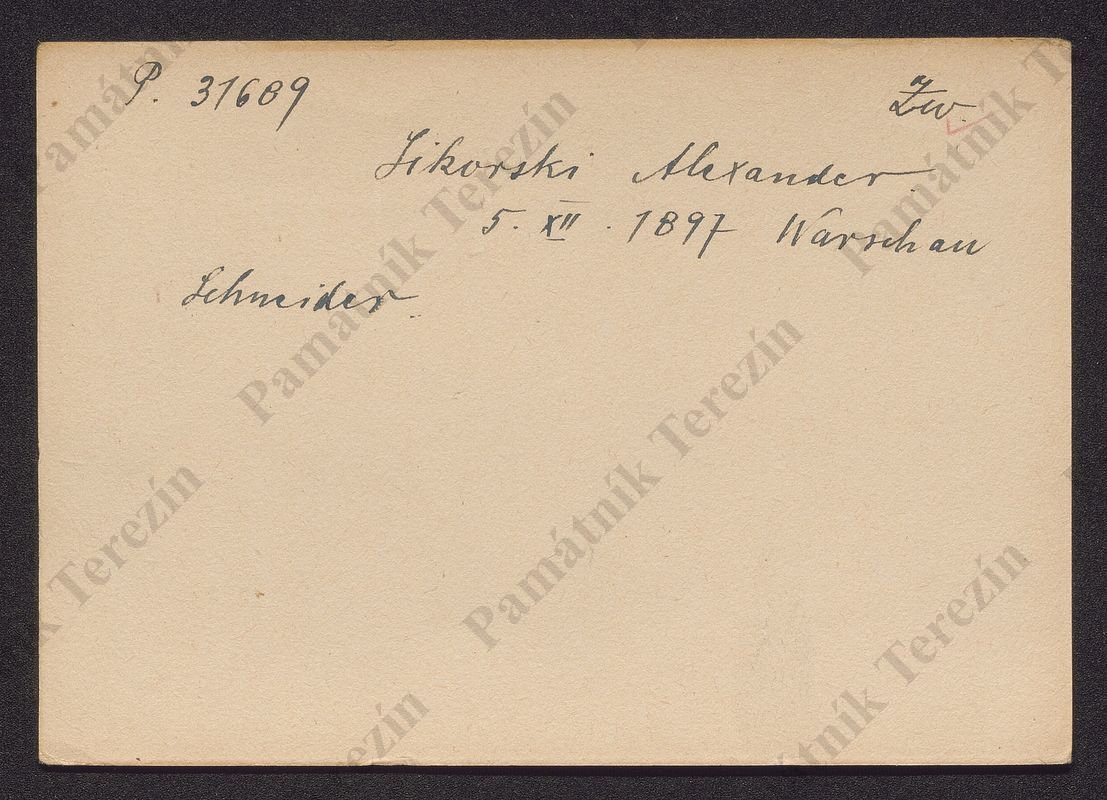 P. 31689 Zw.
Sikorski Alexander
5. XII. 1897 Warschau
Schneider.
Památník Terezín